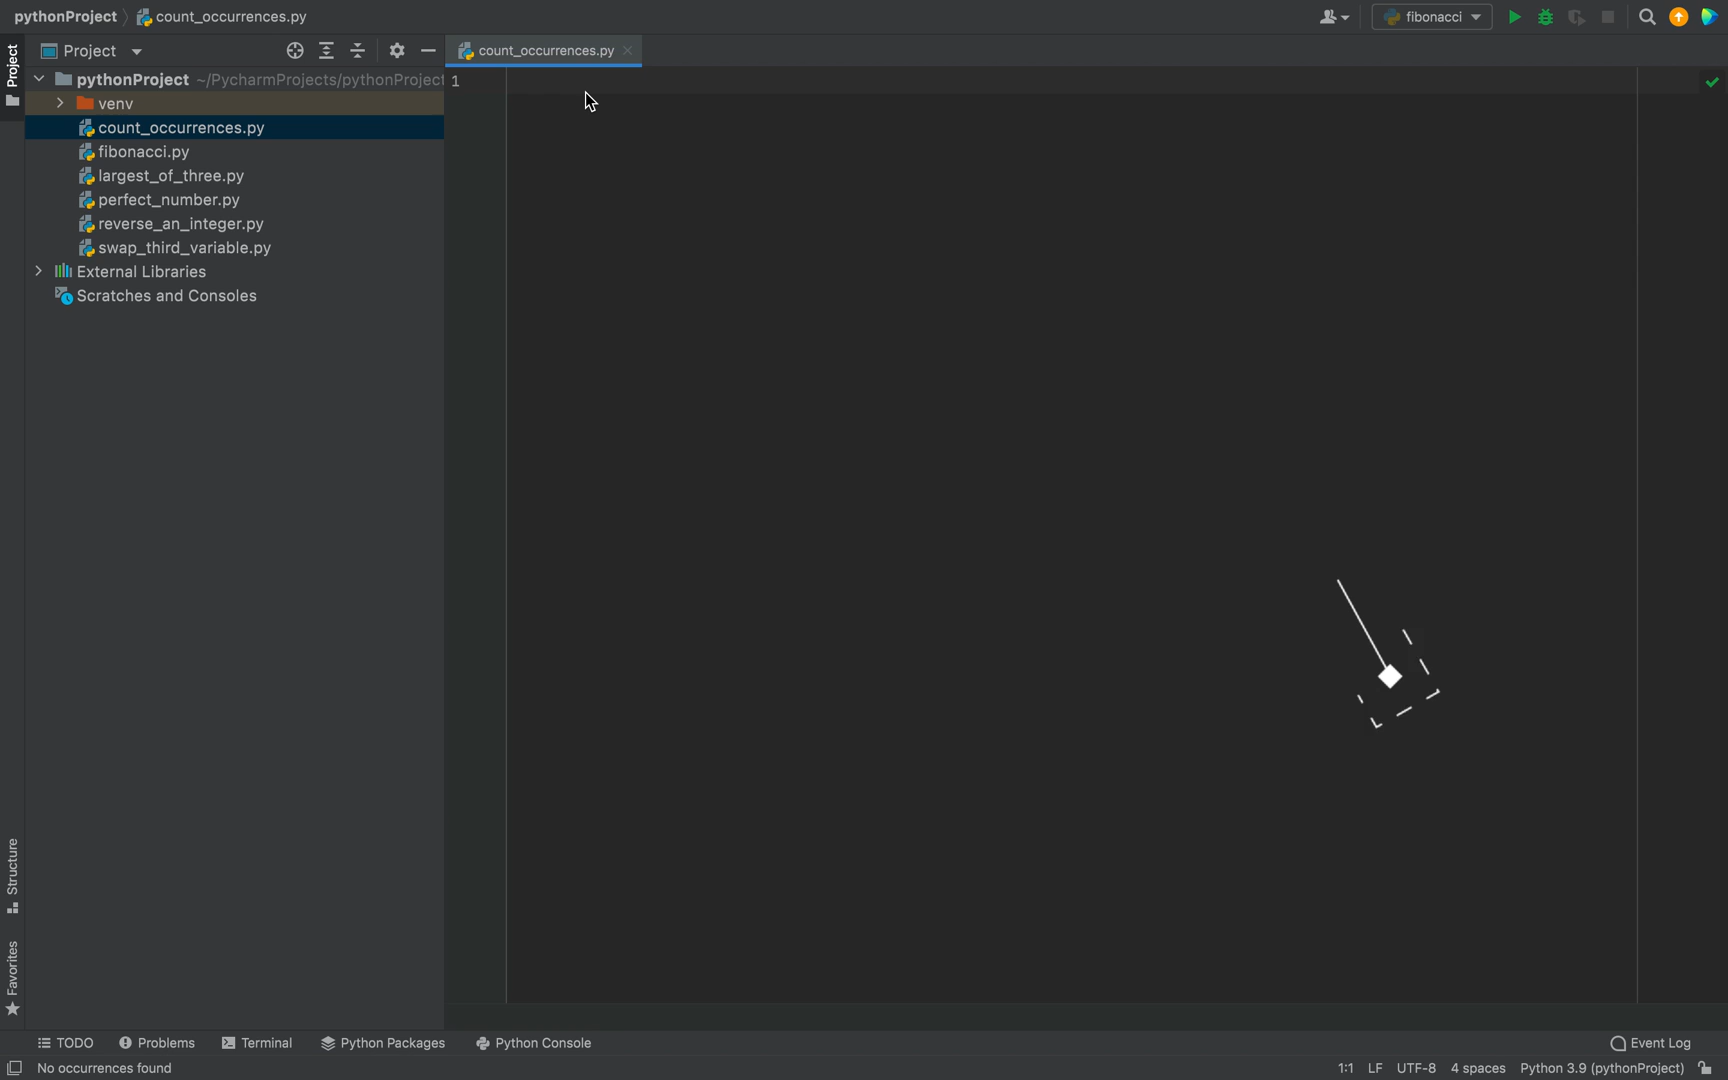 pythonProject count_occurrences.py
fibonacci
Project
Project
count_occurrences.py
pythonProject ~/PycharmProjects/pythonProject
1
venv
count_occurrences.py
fibonacci.py
largest_of_three.py
perfect_number.py
reverse_an_integer.py
swap_third_variable.py
External Libraries
Scratches and Consoles
Structure
Favorites
TODO Problems Terminal Python Packages Python Console Event Log
No occurrences found 1:1 LF UTF-8 4 spaces Python 3.9 (pythonProject)